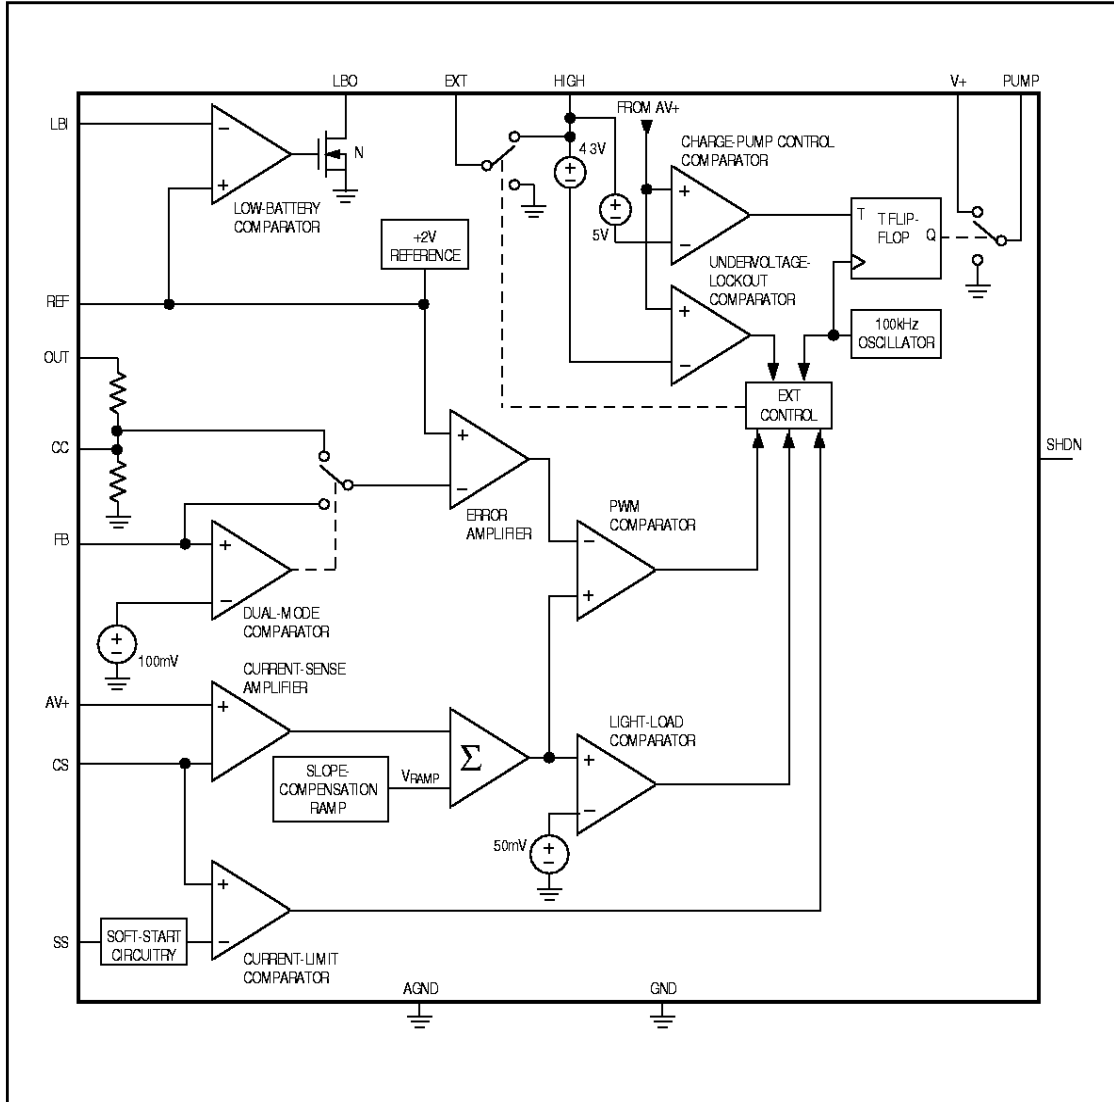 LBO
EXT
HIGH
V+
PUMP
FROM AV+
LBI
−
+
N
4.3V
+
−
CHARGE-PUMP CONTROL
COMPARATOR
+
−
+
−
5V
T
T FLIP-
FLOP
Q
LOW-BATTERY
COMPARATOR
+2V
REFERENCE
UNDERVOLTAGE-
LOCKOUT
COMPARATOR
REF
+
−
100kHz
OSCILLATOR
OUT
EXT
CONTROL
CC
+
−
SHDN
ERROR
AMPLIFIER
PWM
COMPARATOR
FB
+
−
−
+
DUAL-MODE
COMPARATOR
+
−
100mV
CURRENT-SENSE
AMPLIFIER
AV+
+
CS
Σ
LIGHT-LOAD
COMPARATOR
+
−
SLOPE-
COMPENSATION
RAMP
VRAMP
50mV
+
−
+
−
SS
SOFT-START
CIRCUITRY
CURRENT-LIMIT
COMPARATOR
AGND
GND